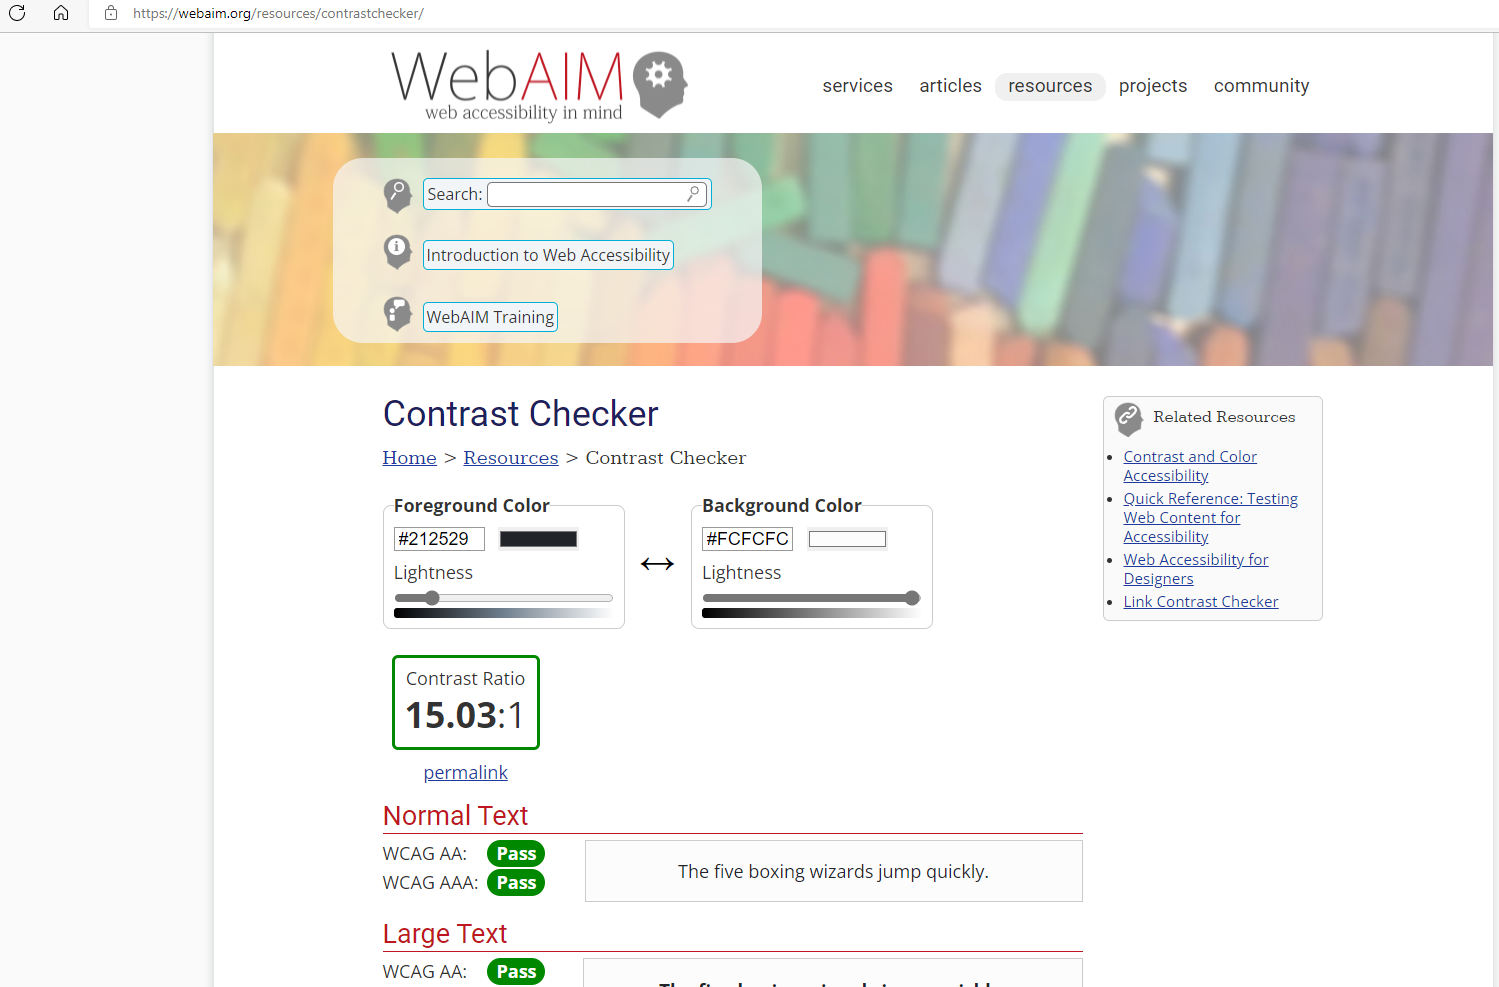 https://webaim.org/resources/contrastchecker/
WebAIM
web accessibility in mind
services articles resources projects community
Search:
Introduction to Web Accessibility
WebAIM Training
Contrast Checker
Home > Resources > Contrast Checker
Foreground Color
#212529
Lightness
Background Color
#FCFCFC
Lightness
Contrast Ratio
15.03:1
permalink
Normal Text
WCAG AA: Pass
WCAG AAA: Pass
The five boxing wizards jump quickly.
Large Text
WCAG AA: Pass
Related Resources
Contrast and Color
Accessibility
Quick Reference: Testing
Web Content for
Accessibility
Web Accessibility for
Designers
Link Contrast Checker